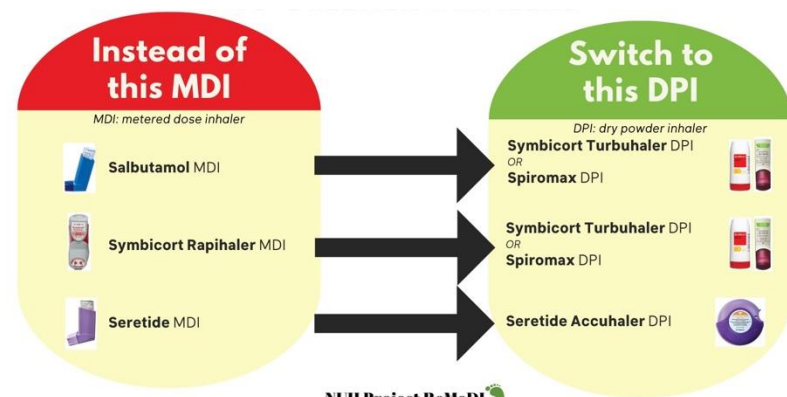 Instead of
this MDI
MDI: metered dose inhaler
Salbutamol MDI
Symbicort Rapihaler MDI
Seretide MDI
Switch to
this DPI
DPI: dry powder inhaler
Symbicort Turbuhaler DPI
OR
Spiromax DPI
Symbicort Turbuhaler DPI
OR
Spiromax DPI
Seretide Accuhaler DPI